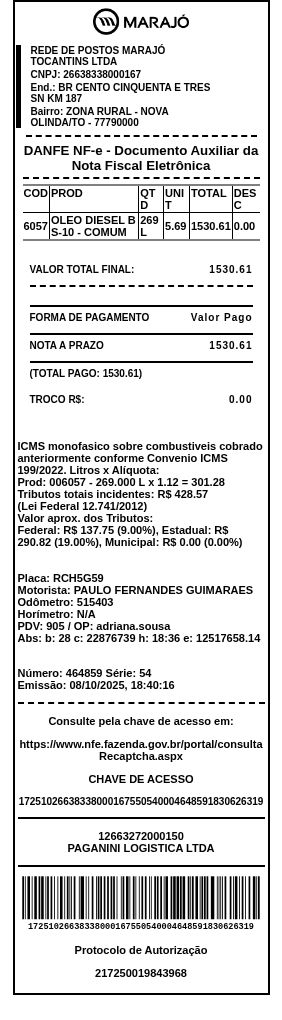 MARAJÓ
REDE DE POSTOS MARAJÓ
TOCANTINS LTDA
CNPJ: 26638338000167
End.: BR CENTO CINQUENTA E TRES
SN KM 187
Bairro: ZONA RURAL - NOVA
OLINDA/TO - 77790000
DANFE NF-e - Documento Auxiliar da
Nota Fiscal Eletrônica
COD PROD QTD UNIT TOTAL DESC
6057 OLEO DIESEL B S-10 - COMUM 269 L 5.69 1530.61 0.00
VALOR TOTAL FINAL: 1530.61
FORMA DE PAGAMENTO Valor Pago
NOTA A PRAZO 1530.61
(TOTAL PAGO: 1530.61)
TROCO R$: 0.00
ICMS monofasico sobre combustiveis cobrado
anteriormente conforme Convenio ICMS
199/2022. Litros x Alíquota:
Prod: 006057 - 269.000 L x 1.12 = 301.28
Tributos totais incidentes: R$ 428.57
(Lei Federal 12.741/2012)
Valor aprox. dos Tributos:
Federal: R$ 137.75 (9.00%), Estadual: R$
290.82 (19.00%), Municipal: R$ 0.00 (0.00%)
Placa: RCH5G59
Motorista: PAULO FERNANDES GUIMARAES
Odômetro: 515403
Horímetro: N/A
PDV: 905 / OP: adriana.sousa
Abs: b: 28 c: 22876739 h: 18:36 e: 12517658.14
Número: 464859 Série: 54
Emissão: 08/10/2025, 18:40:16
Consulte pela chave de acesso em:
https://www.nfe.fazenda.gov.br/portal/consulta
Recaptcha.aspx
CHAVE DE ACESSO
17251026638338000167550540004648591830626319
12663272000150
PAGANINI LOGISTICA LTDA
17251026638338000167550540004648591830626319
Protocolo de Autorização
217250019843968